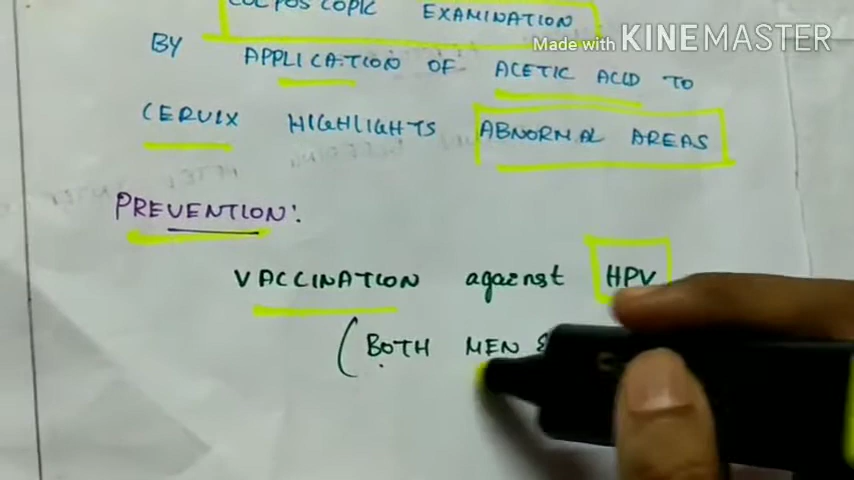 COLPOSCOPIC EXAMINATION
Made with KINEMASTER
BY APPLICATION OF ACETIC ACID TO
CERVIX HIGHLIGHTS ABNORMAL AREAS
PREVENTION:
VACCINATION against HPV
(BOTH MEN &